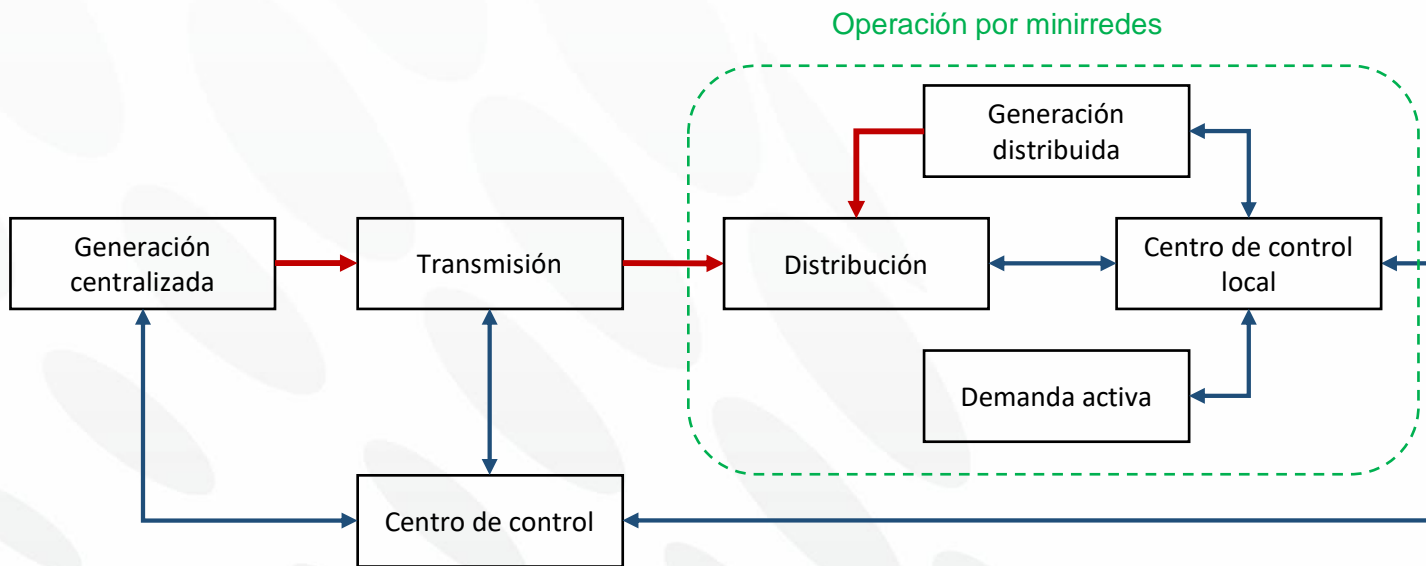 Operación por minirredes
Generación
distribuida
Generación
centralizada
Transmisión
Distribución
Centro de control
local
Demanda activa
Centro de control